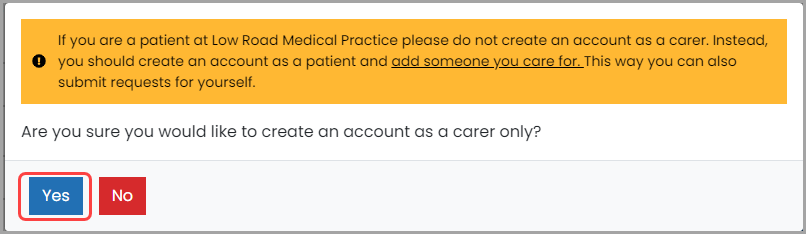 If you are a patient at Low Road Medical Practice please do not create an account as a carer. Instead,
you should create an account as a patient and add someone you care for. This way you can also
submit requests for yourself.
Are you sure you would like to create an account as a carer only?
Yes No